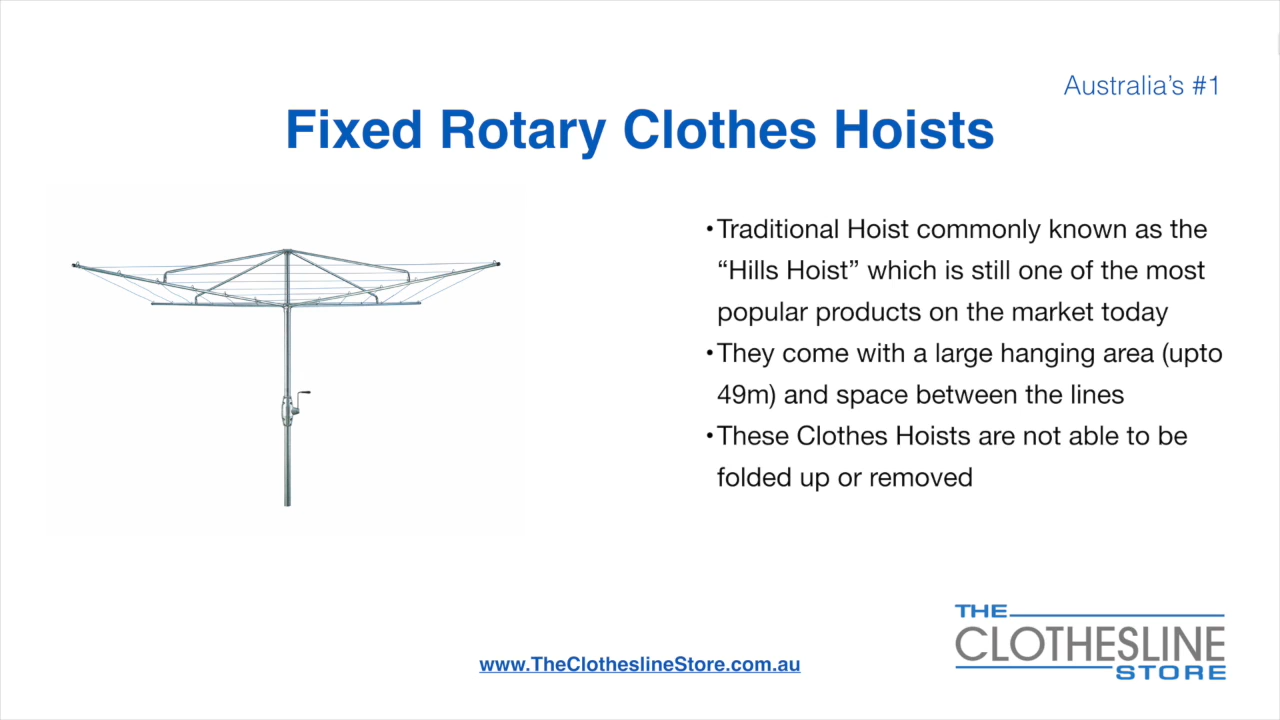 Australia's #1
Fixed Rotary Clothes Hoists
•Traditional Hoist commonly known as the
“Hills Hoist” which is still one of the most
popular products on the market today
•They come with a large hanging area (upto
49m) and space between the lines
•These Clothes Hoists are not able to be
folded up or removed
THE
CLOTHESLINE
STORE
www.TheClotheslineStore.com.au